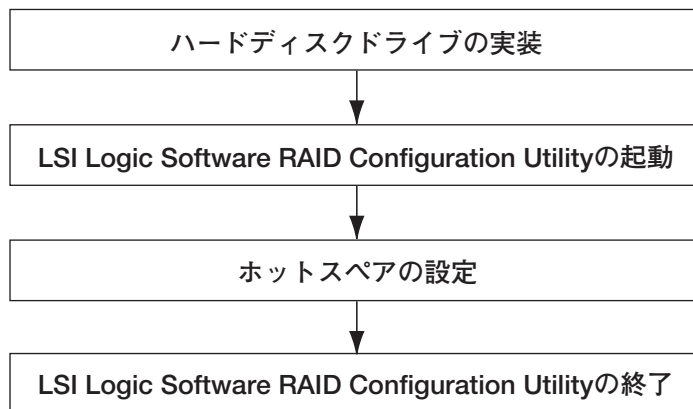 ハードディスクドライブの実装
LSI Logic Software RAID Configuration Utilityの起動
ホットスペアの設定
LSI Logic Software RAID Configuration Utilityの終了